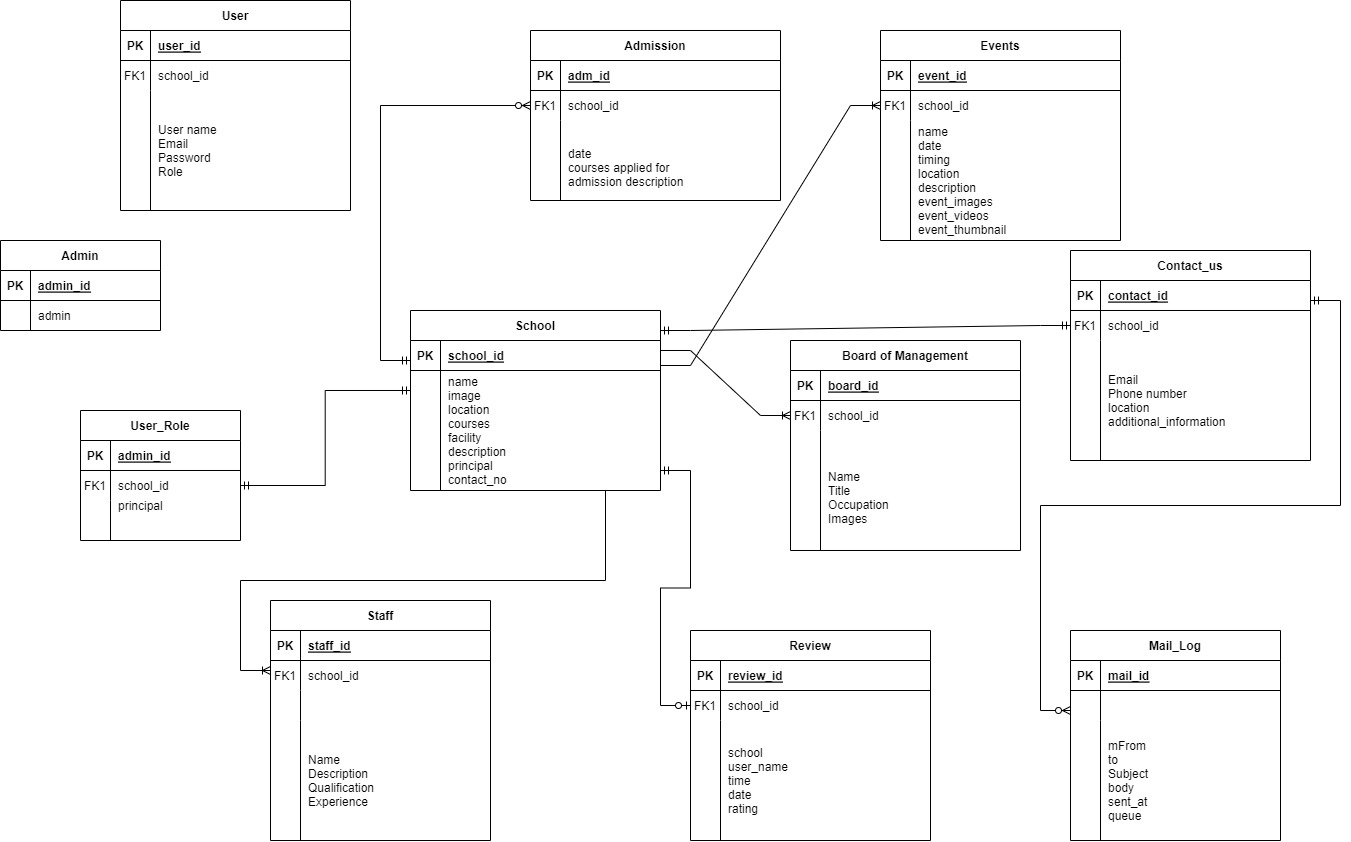 User
PK user_id
FK1 school_id
User name
Email
Password
Role
Admission
PK adm_id
FK1 school_id
date
courses applied for
admission description
Events
PK event_id
FK1 school_id
name
date
timing
location
description
event_images
event_videos
event_thumbnail
Admin
PK admin_id
admin
Contact_us
PK contact_id
FK1 school_id
Email
Phone number
location
additional_information
School
PK school_id
name
image
location
courses
facility
description
principal
contact_no
Board of Management
PK board_id
FK1 school_id
Name
Title
Occupation
Images
User_Role
PK admin_id
FK1 school_id
principal
Staff
PK staff_id
FK1 school_id
Name
Description
Qualification
Experience
Review
PK review_id
FK1 school_id
school
user_name
time
date
rating
Mail_Log
PK mail_id
mFrom
to
Subject
body
sent_at
queue